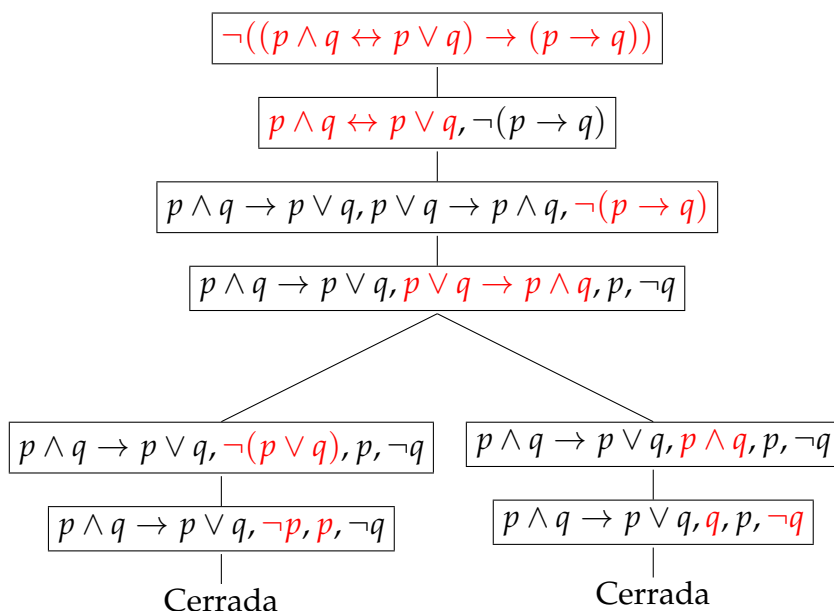 ¬((p ∧ q ↔ p ∨ q) → (p → q))
p ∧ q ↔ p ∨ q, ¬(p → q)
p ∧ q → p ∨ q, p ∨ q → p ∧ q, ¬(p → q)
p ∧ q → p ∨ q, p ∨ q → p ∧ q, p, ¬q
p ∧ q → p ∨ q, ¬(p ∨ q), p, ¬q
p ∧ q → p ∨ q, p ∧ q, p, ¬q
p ∧ q → p ∨ q, ¬p, p, ¬q
p ∧ q → p ∨ q, q, p, ¬q
Cerrada
Cerrada